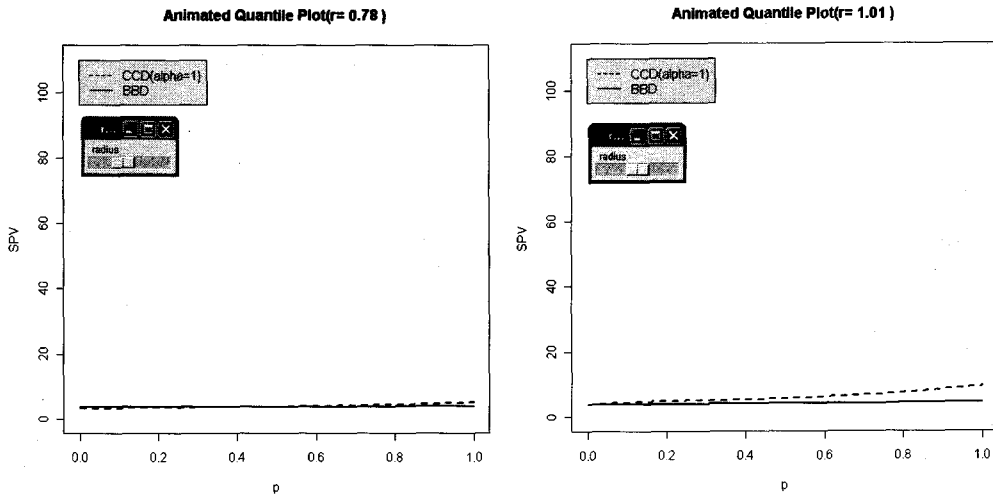 Animated Quantile Plot(r= 0.78 )
CCD(alpha=1)
BBD
r...
radius
SPV
100
80
60
40
20
0
0.0 0.2 0.4 0.6 0.8 1.0
p
Animated Quantile Plot(r= 1.01 )
CCD(alpha=1)
BBD
r...
radius
SPV
100
80
60
40
20
0
0.0 0.2 0.4 0.6 0.8 1.0
p